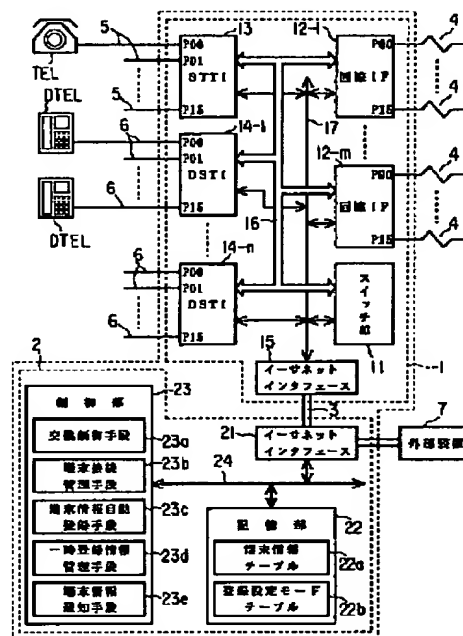 13
12-1
4
5
P00
P01
STTI
P15
P00
回線IF
P15
TEL
5
DTEL
14-1
17
4
P00
P01
DSTI
P15
12-m
P00
回線IF
P15
4
6
6
DTEL
16
14-n
4
P00
P01
DSTI
P15
6
6
スイッチ部
11
2
15
イーサネット
インタフェース
1
3
7
23
制御部
21
イーサネット
インタフェース
外部装置
交換制御手段
23a
24
端末接続
管理手段
23b
端末情報自動
登録手段
23c
22
記憶部
一時登録情報
管理手段
23d
端末情報
テーブル
22a
端末情報
通知手段
23e
登録設定モード
テーブル
22b